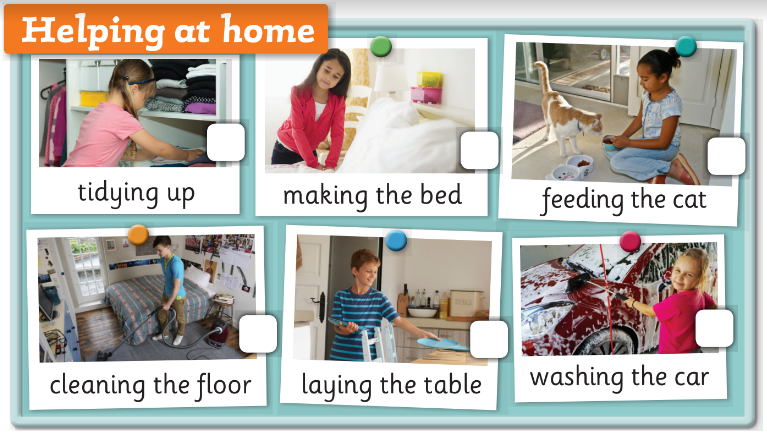 Helping at home
tidying up
making the bed
feeding the cat
cleaning the floor
laying the table
washing the car